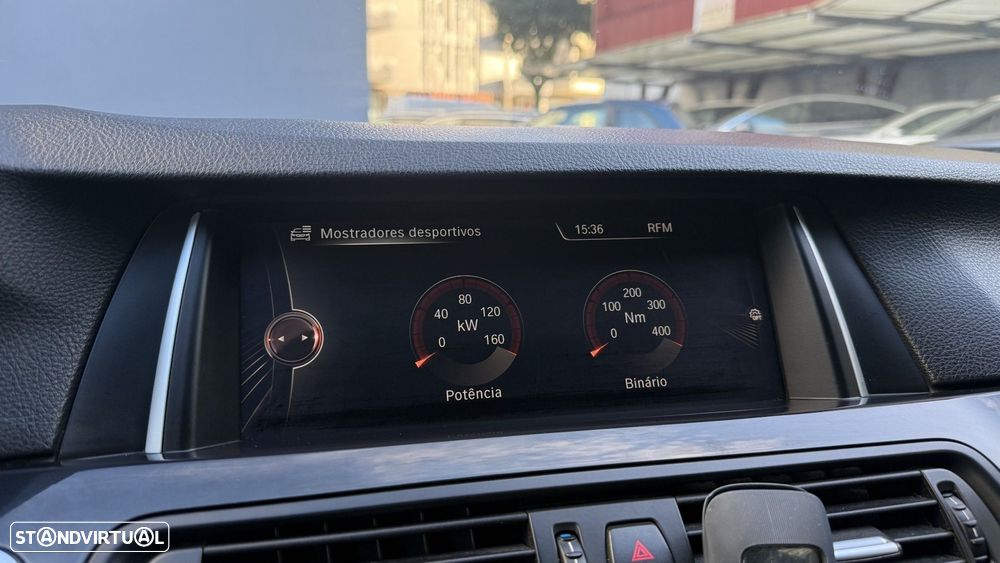 Mostradores desportivos
15:36 RFM
0 40 80 120 160
kW
Potência
0 100 200 300 400
Nm
Binário
OFF
STANDVIRTUAL